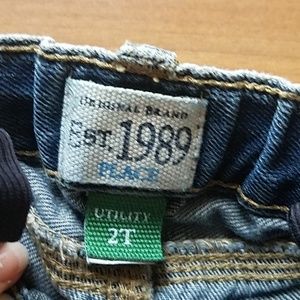 ORIGINAL BRAND
EST. 1989
PLACE
UTILITY
2T